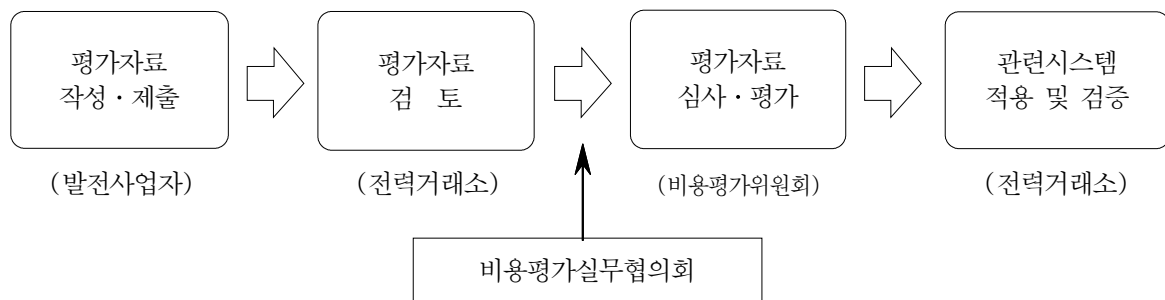 평가자료
작성·제출
(발전사업자)
평가자료
검 토
(전력거래소)
평가자료
심사·평가
(비용평가위원회)
관련시스템
적용 및 검증
(전력거래소)
비용평가실무협의회